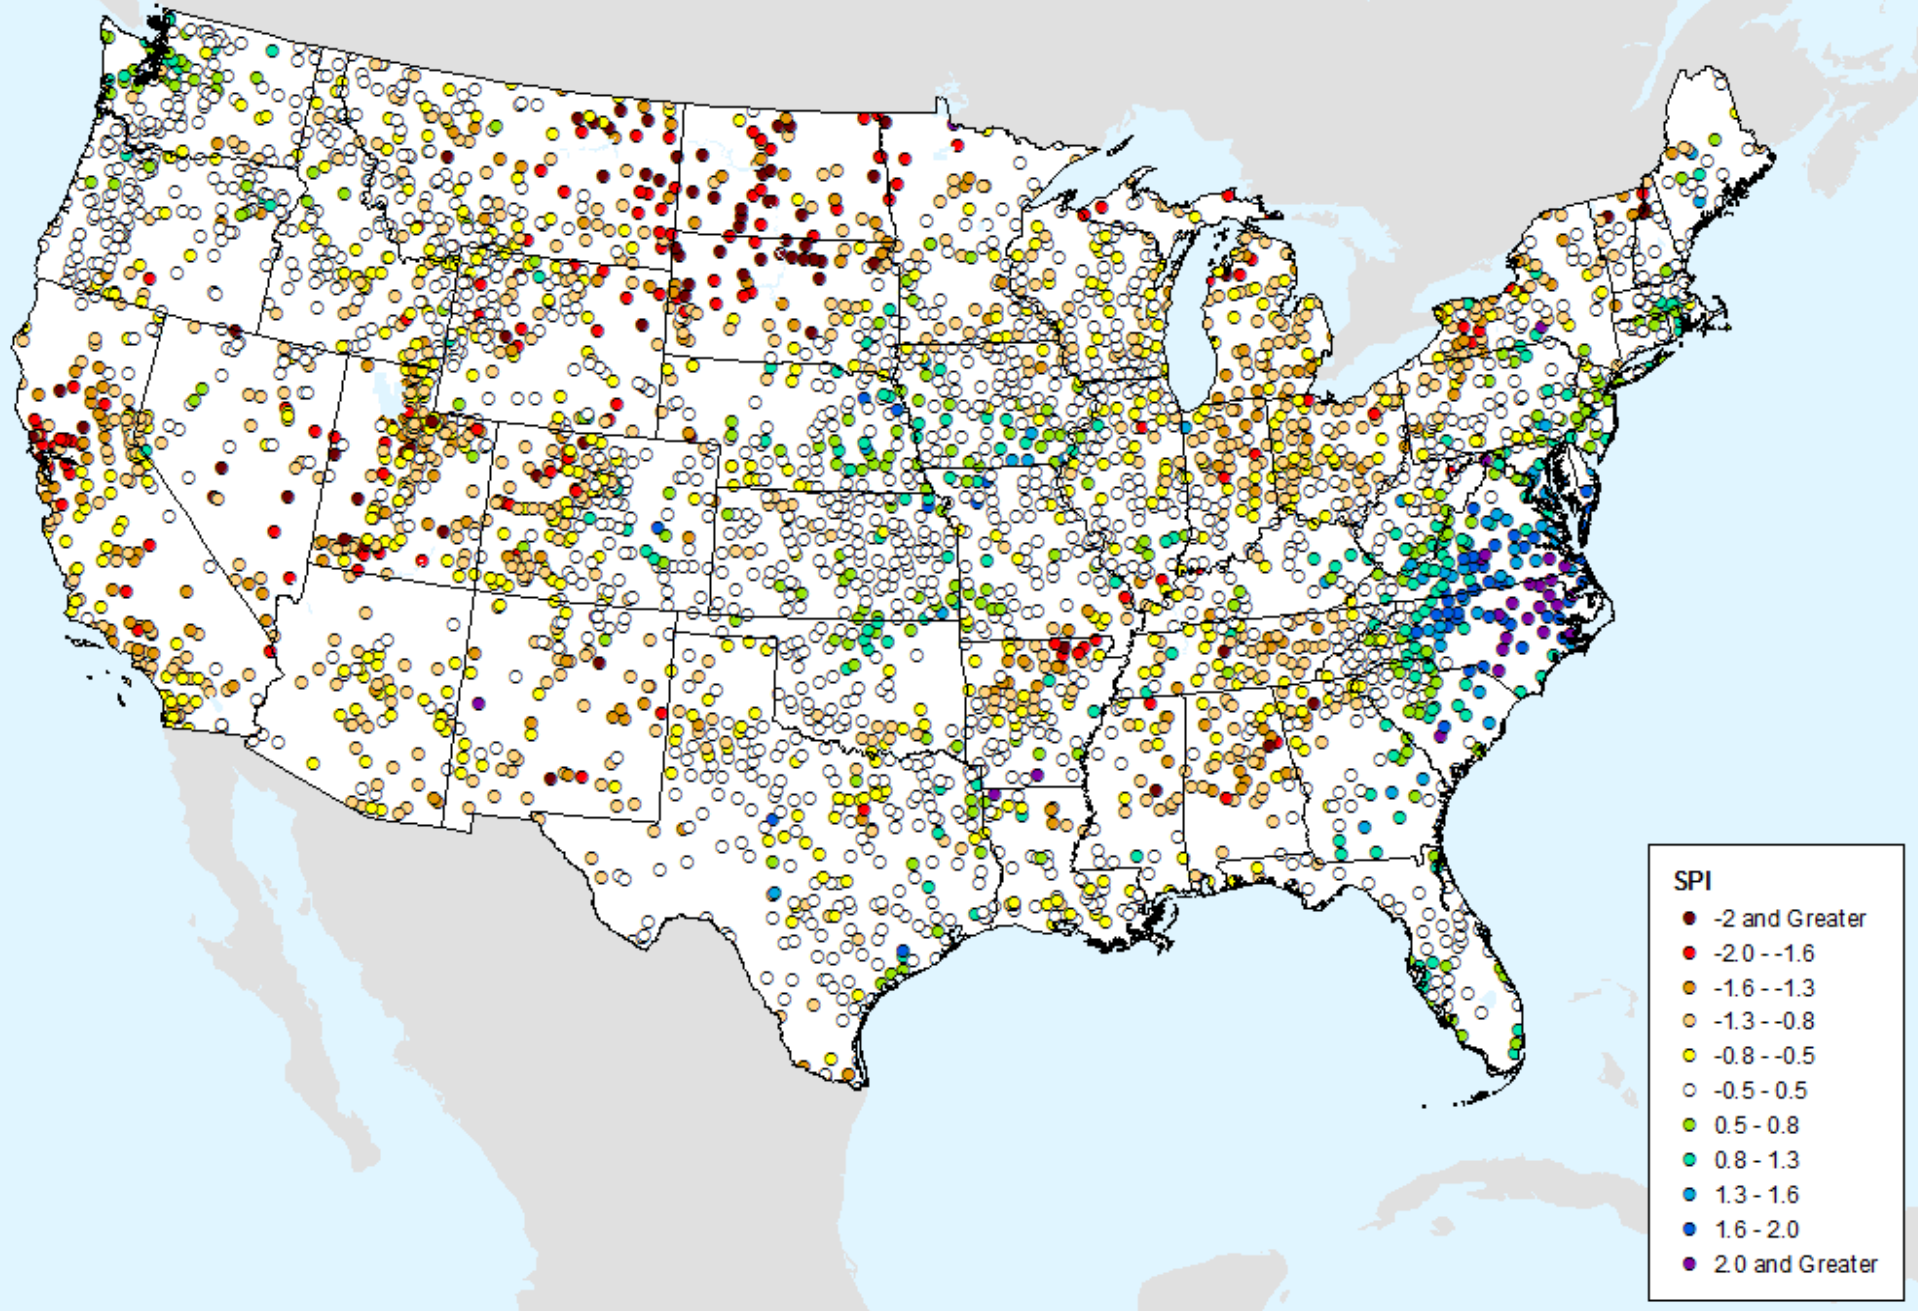 SPI
-2 and Greater
-2.0 - -1.6
-1.6 - -1.3
-1.3 - -0.8
-0.8 - -0.5
-0.5 - 0.5
0.5 - 0.8
0.8 - 1.3
1.3 - 1.6
1.6 - 2.0
2.0 and Greater